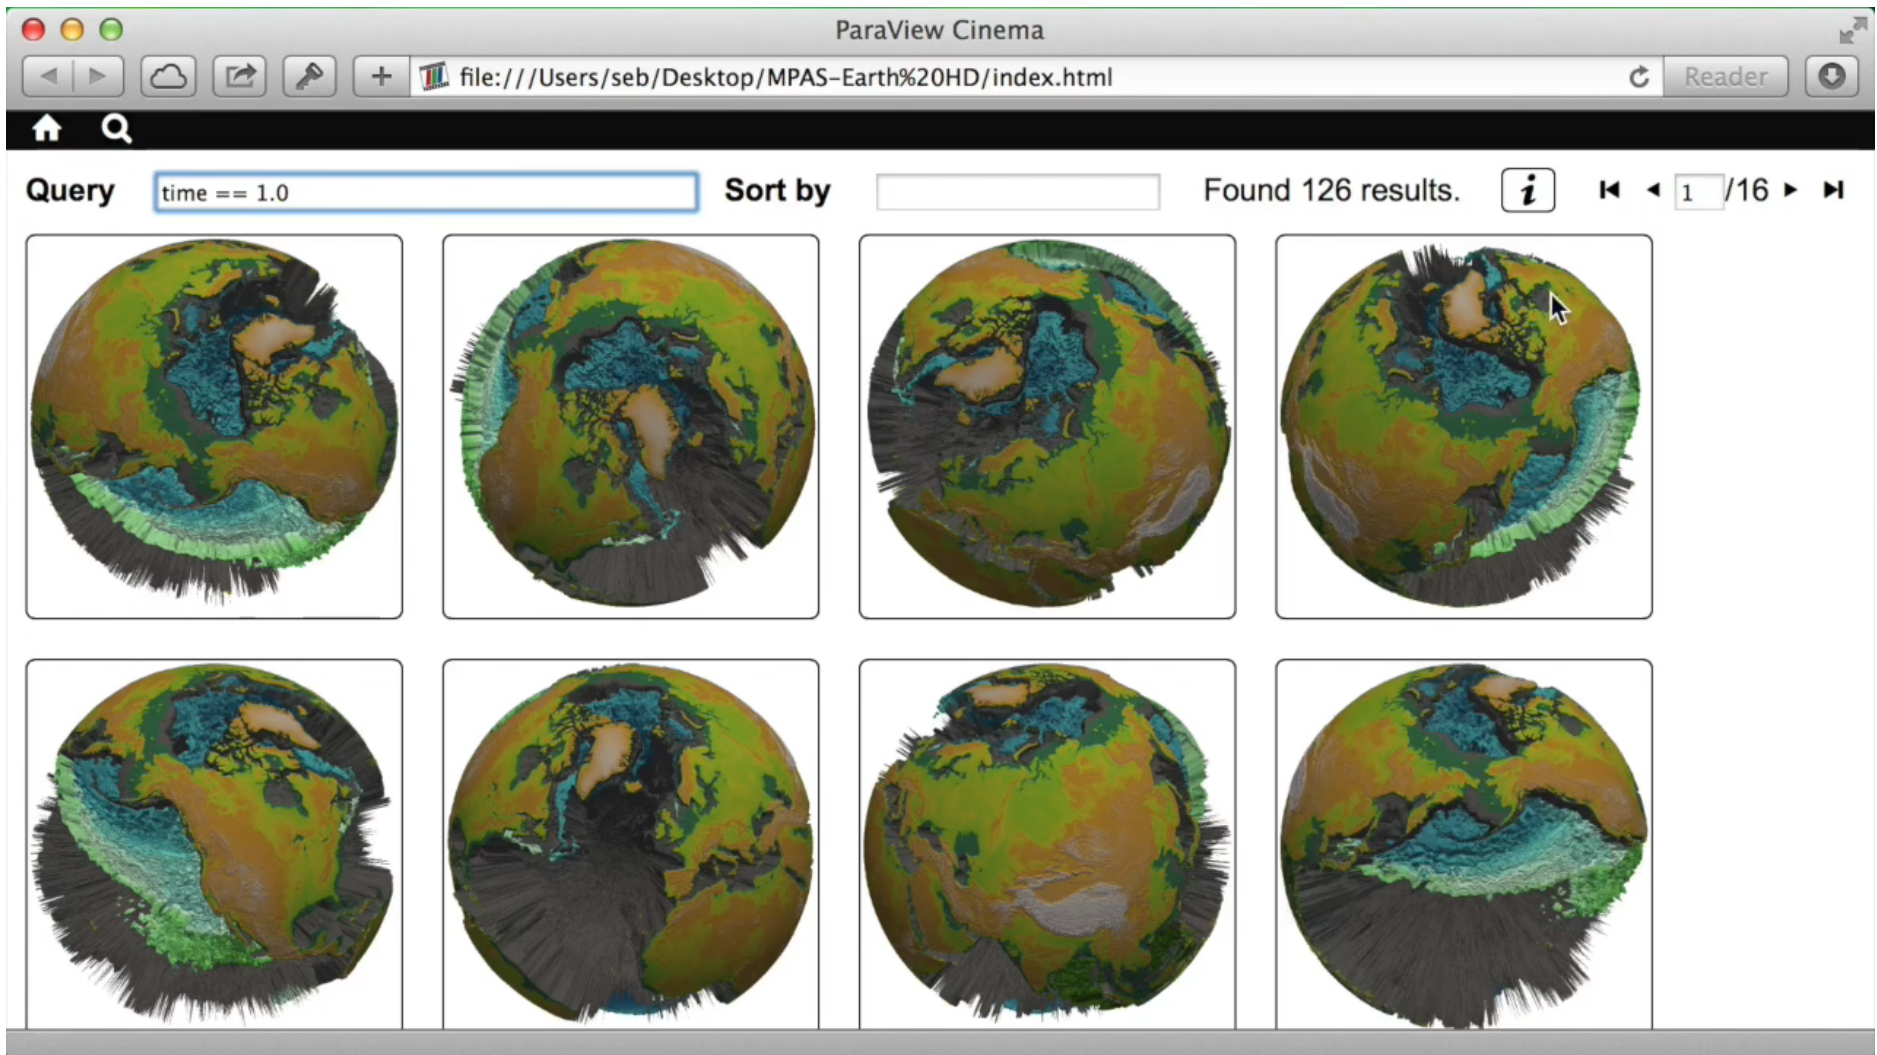 ParaView Cinema
file:///Users/seb/Desktop/MPAS-Earth%20HD/index.html
Reader
Query
time == 1.0
Sort by
Found 126 results.
i
1
/16